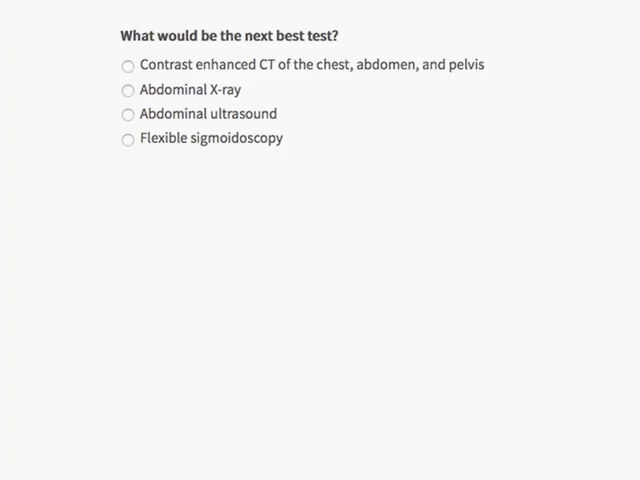 What would be the next best test?
Contrast enhanced CT of the chest, abdomen, and pelvis
Abdominal X-ray
Abdominal ultrasound
Flexible sigmoidoscopy